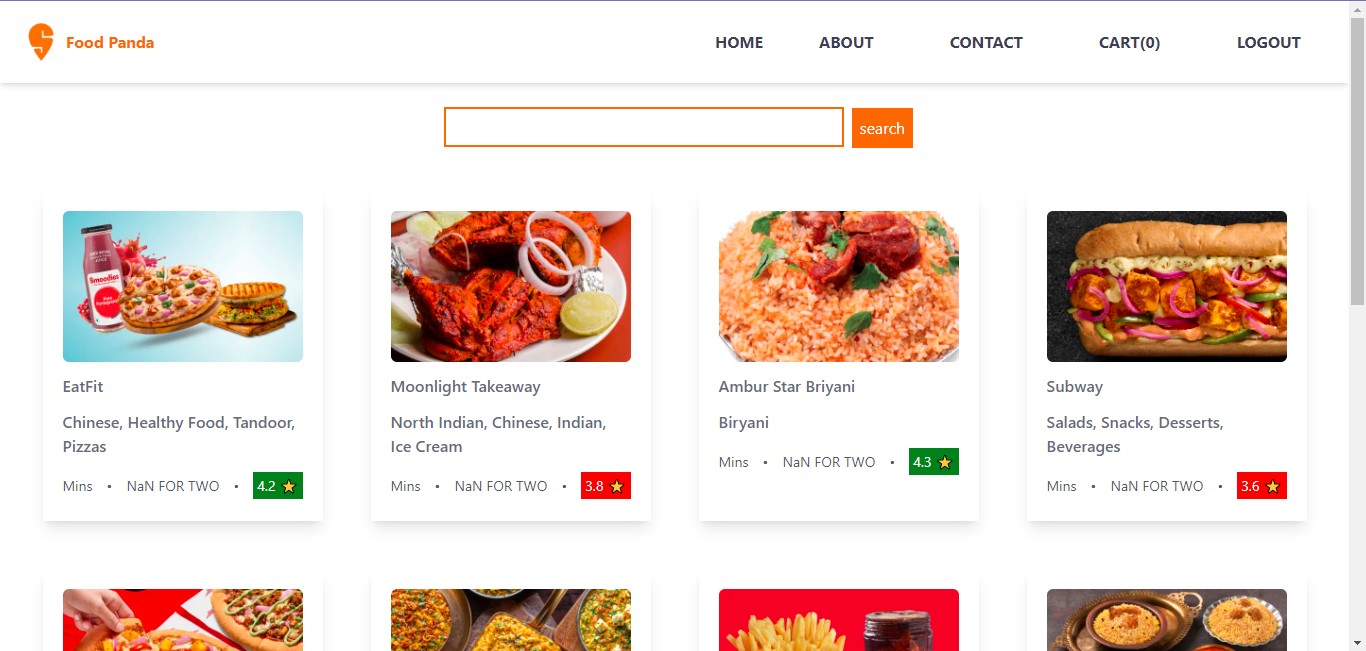 Food Panda
HOME
ABOUT
CONTACT
CART(0)
LOGOUT
search
Smoodies
EatFit
Chinese, Healthy Food, Tandoor,
Pizzas
Mins • NaN FOR TWO • 4.2
Moonlight Takeaway
North Indian, Chinese, Indian,
Ice Cream
Mins • NaN FOR TWO • 3.8
Ambur Star Briyani
Biryani
Mins • NaN FOR TWO • 4.3
Subway
Salads, Snacks, Desserts,
Beverages
Mins • NaN FOR TWO • 3.6